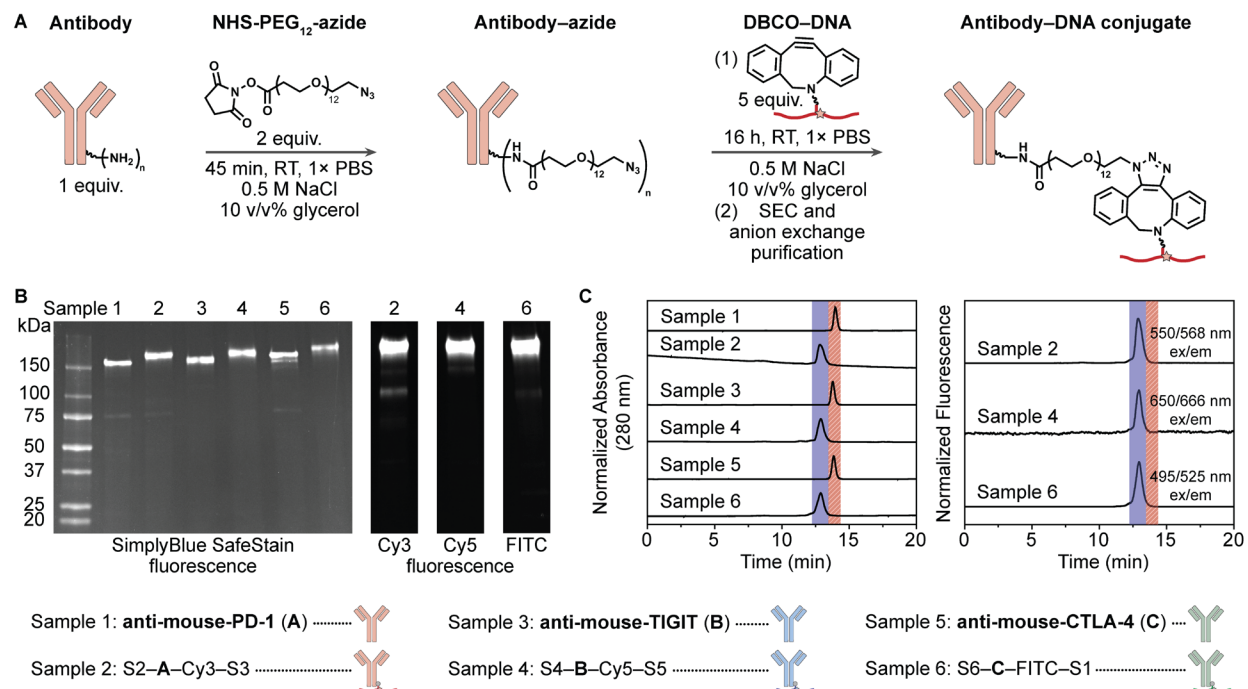 A
Antibody
NHS-PEG12-azide
Antibody–azide
DBCO–DNA
Antibody–DNA conjugate
O
N
O
O
O
O
12
N3
(NH2)n
1 equiv.
2 equiv.
45 min, RT, 1× PBS
0.5 M NaCl
10 v/v% glycerol
H
N
O
O
12
N3
n
(1)
N
5 equiv.
16 h, RT, 1× PBS
0.5 M NaCl
10 v/v% glycerol
(2) SEC and
anion exchange
purification
H
N
O
O
12
N
N
N
N
B
Sample 1 2 3 4 5 6
2 4 6
kDa
150
100
75
50
37
25
20
SimplyBlue SafeStain
fluorescence
Cy3 Cy5 FITC
fluorescence
C
Normalized Absorbance
(280 nm)
Sample 1
Sample 2
Sample 3
Sample 4
Sample 5
Sample 6
0 5 10 15 20
Time (min)
Normalized Fluorescence
Sample 2
550/568 nm
ex/em
Sample 4
650/666 nm
ex/em
Sample 6
495/525 nm
ex/em
0 5 10 15 20
Time (min)
Sample 1: anti-mouse-PD-1 (A)
Sample 3: anti-mouse-TIGIT (B)
Sample 5: anti-mouse-CTLA-4 (C)
Sample 2: S2–A–Cy3–S3
Sample 4: S4–B–Cy5–S5
Sample 6: S6–C–FITC–S1